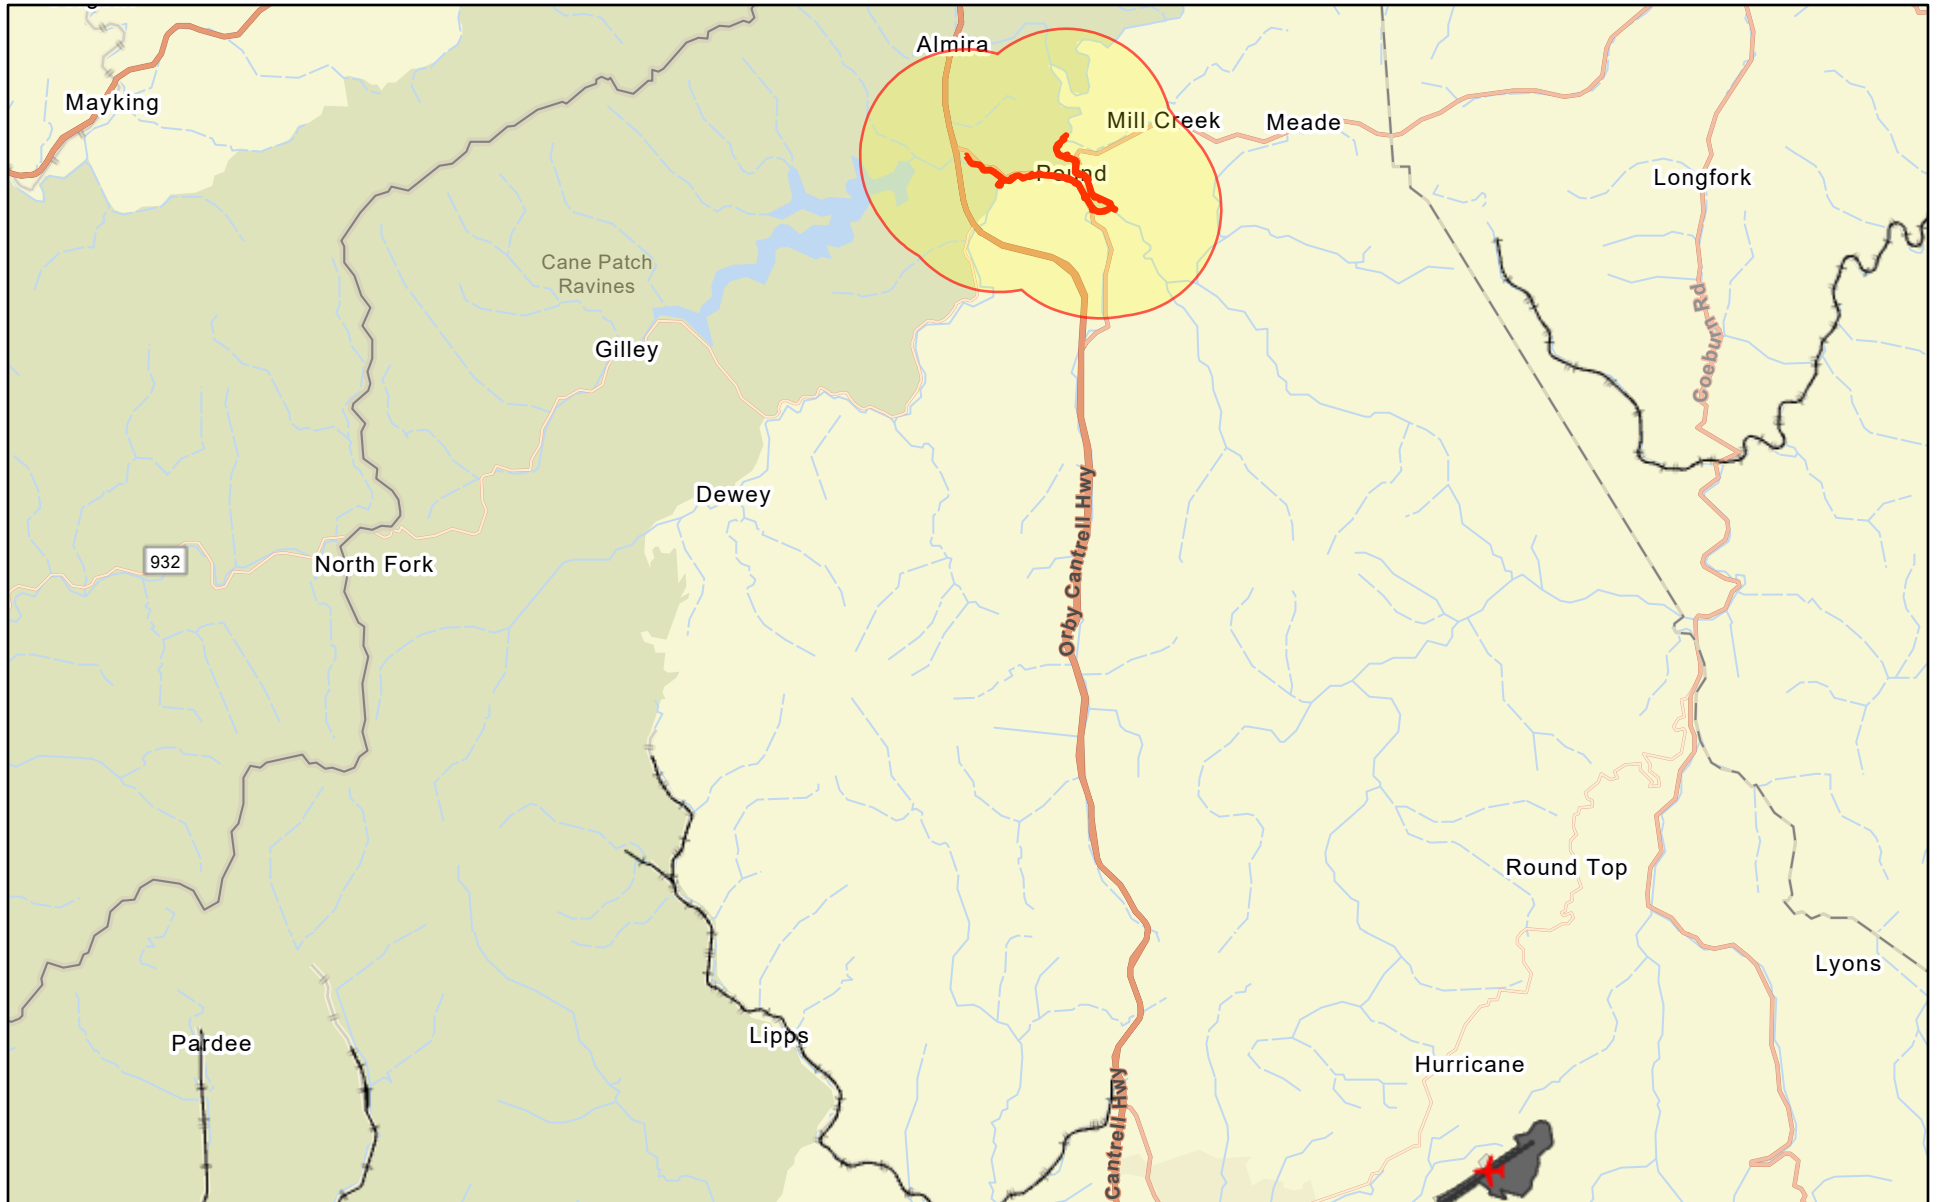 Almira
Mayking
Mill Creek
Meade
Pound
Longfork
Cane Patch
Ravines
Coeburn Rd
Gilley
Dewey
Orby Cantrell Hwy
932
North Fork
Round Top
Lyons
Lipps
Pardee
Hurricane
Cantrell Hwy